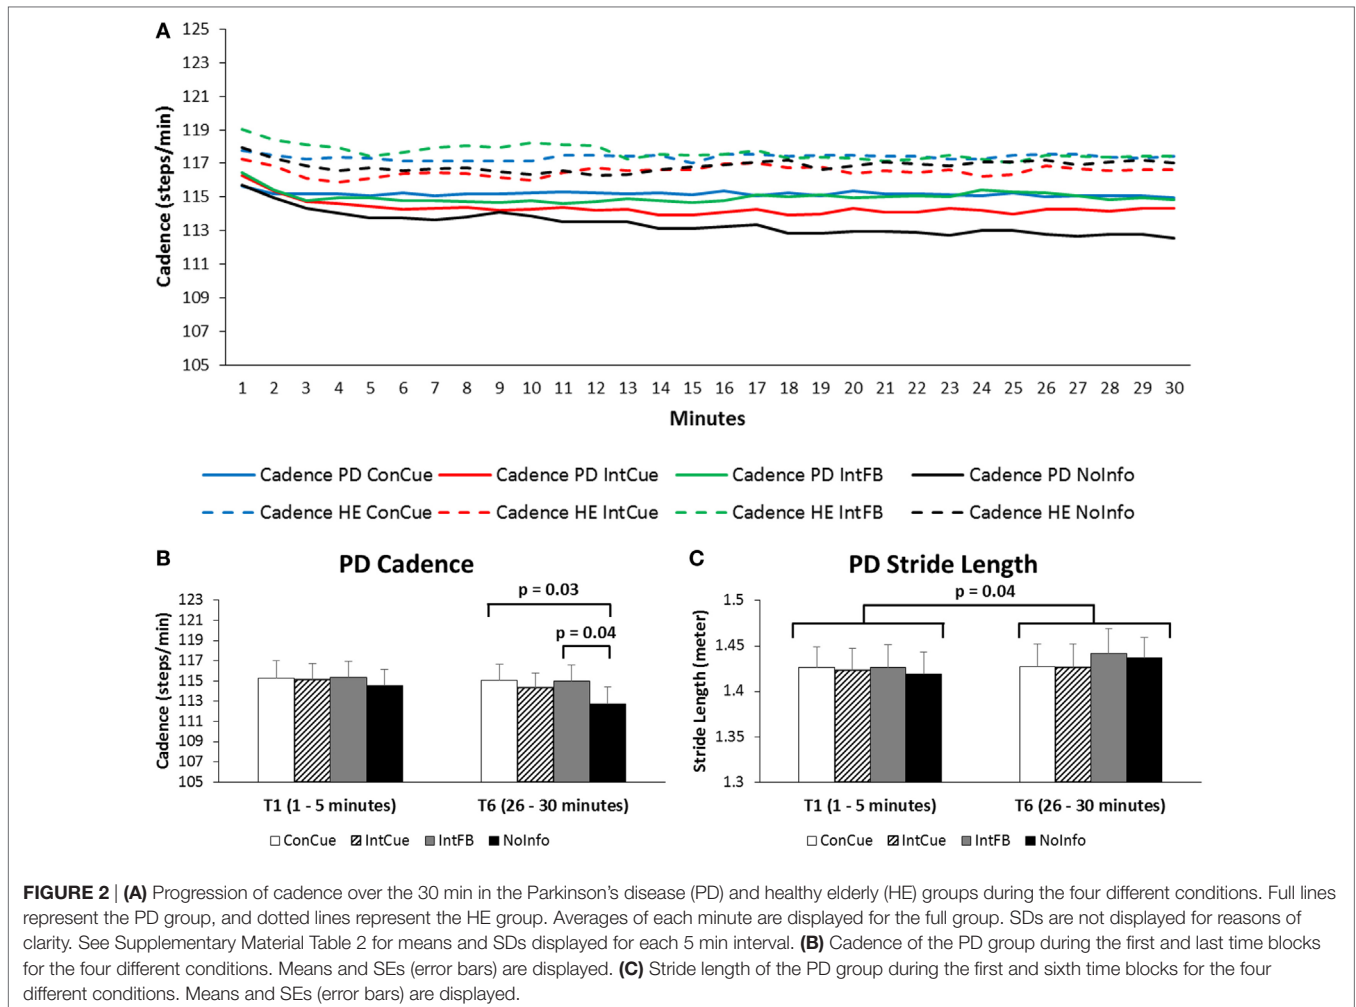 A
125
123
121
119
117
115
113
111
109
107
105
Cadence (steps/min)
1 2 3 4 5 6 7 8 9 10 11 12 13 14 15 16 17 18 19 20 21 22 23 24 25 26 27 28 29 30
Minutes
Cadence PD ConCue Cadence PD IntCue Cadence PD IntFB Cadence PD NoInfo
Cadence HE ConCue Cadence HE IntCue Cadence HE IntFB Cadence HE NoInfo
B
PD Cadence
p = 0.03
p = 0.04
123
121
119
117
115
113
111
109
107
105
Cadence (steps/min)
T1 (1 - 5 minutes) T6 (26 - 30 minutes)
ConCue IntCue IntFB NoInfo
C
PD Stride Length
p = 0.04
1.5
1.45
1.4
1.35
1.3
Stride Length (meter)
T1 (1 - 5 minutes) T6 (26 - 30 minutes)
ConCue IntCue IntFB NoInfo
FIGURE 2 | (A) Progression of cadence over the 30 min in the Parkinson's disease (PD) and healthy elderly (HE) groups during the four different conditions. Full lines
represent the PD group, and dotted lines represent the HE group. Averages of each minute are displayed for the full group. SDs are not displayed for reasons of
clarity. See Supplementary Material Table 2 for means and SDs displayed for each 5 min interval. (B) Cadence of the PD group during the first and last time blocks
for the four different conditions. Means and SEs (error bars) are displayed. (C) Stride length of the PD group during the first and sixth time blocks for the four
different conditions. Means and SEs (error bars) are displayed.